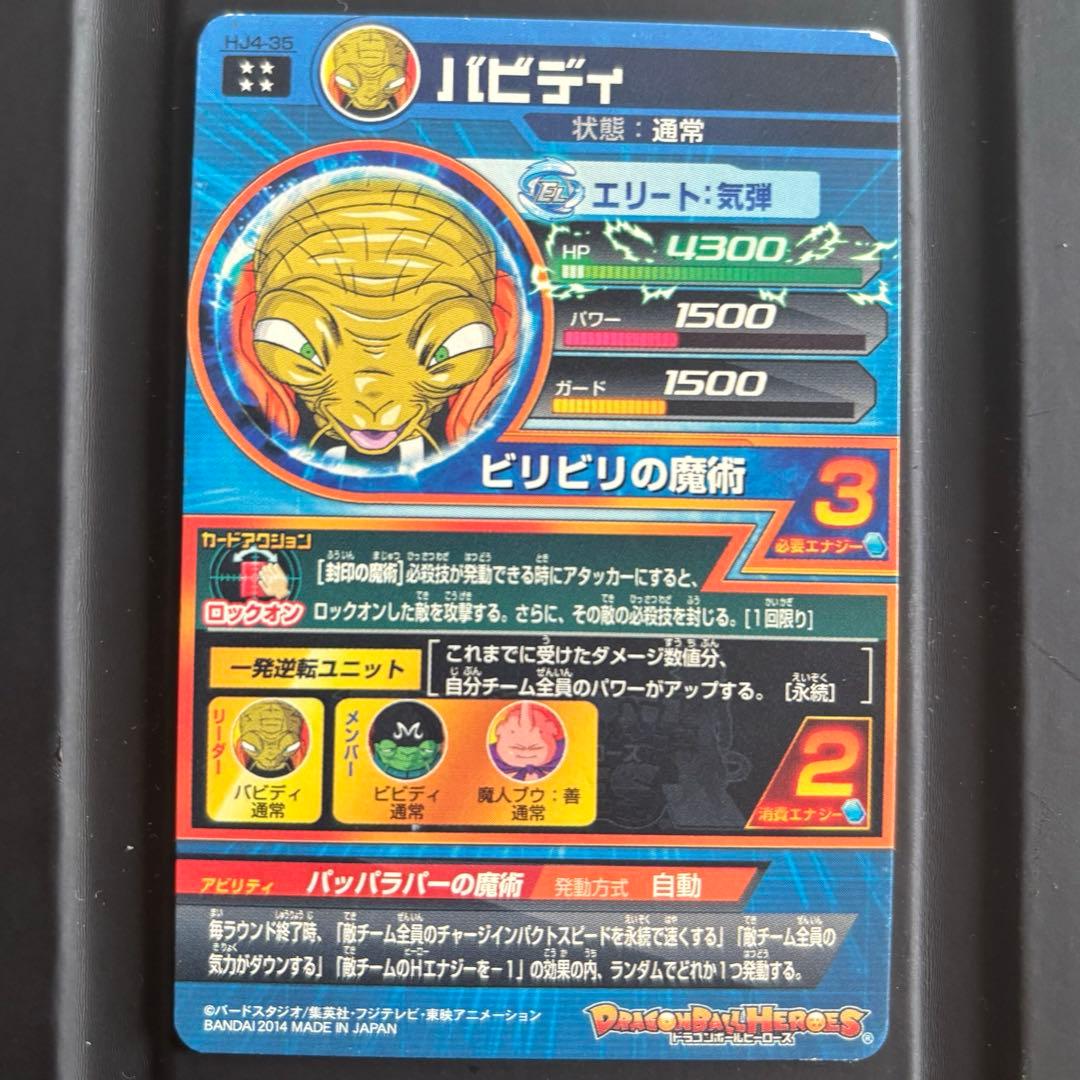 HJ4-35
バビディ
状態：通常
EL エリート：気弾
HP 4300
パワー 1500
ガード 1500
ビリビリの魔術
3
必要エナジー
カードアクション
ロックオン
[封印の魔術]必殺技が発動できる時にアタッカーにすると、
ロックオンした敵を攻撃する。さらに、その敵の必殺技を封じる。[1回限り]
一発逆転ユニット
これまでに受けたダメージ数値分、
自分チーム全員のパワーがアップする。 [永続]
リーダー
バビディ
通常
メンバー
ビビディ
通常
魔人ブウ：善
通常
2
消費エナジー
アビリティ パッパラパーの魔術 発動方式 自動
毎ラウンド終了時、「敵チーム全員のチャージインパクトスピードを永続で速くする」「敵チーム全員の
気力がダウンする」「敵チームのHエナジーを－1」の効果の内、ランダムでどれか1つ発動する。
©バードスタジオ/集英社・フジテレビ・東映アニメーション
BANDAI 2014 MADE IN JAPAN
DRAGONBALL HEROES
ドラゴンボールヒーローズ
®